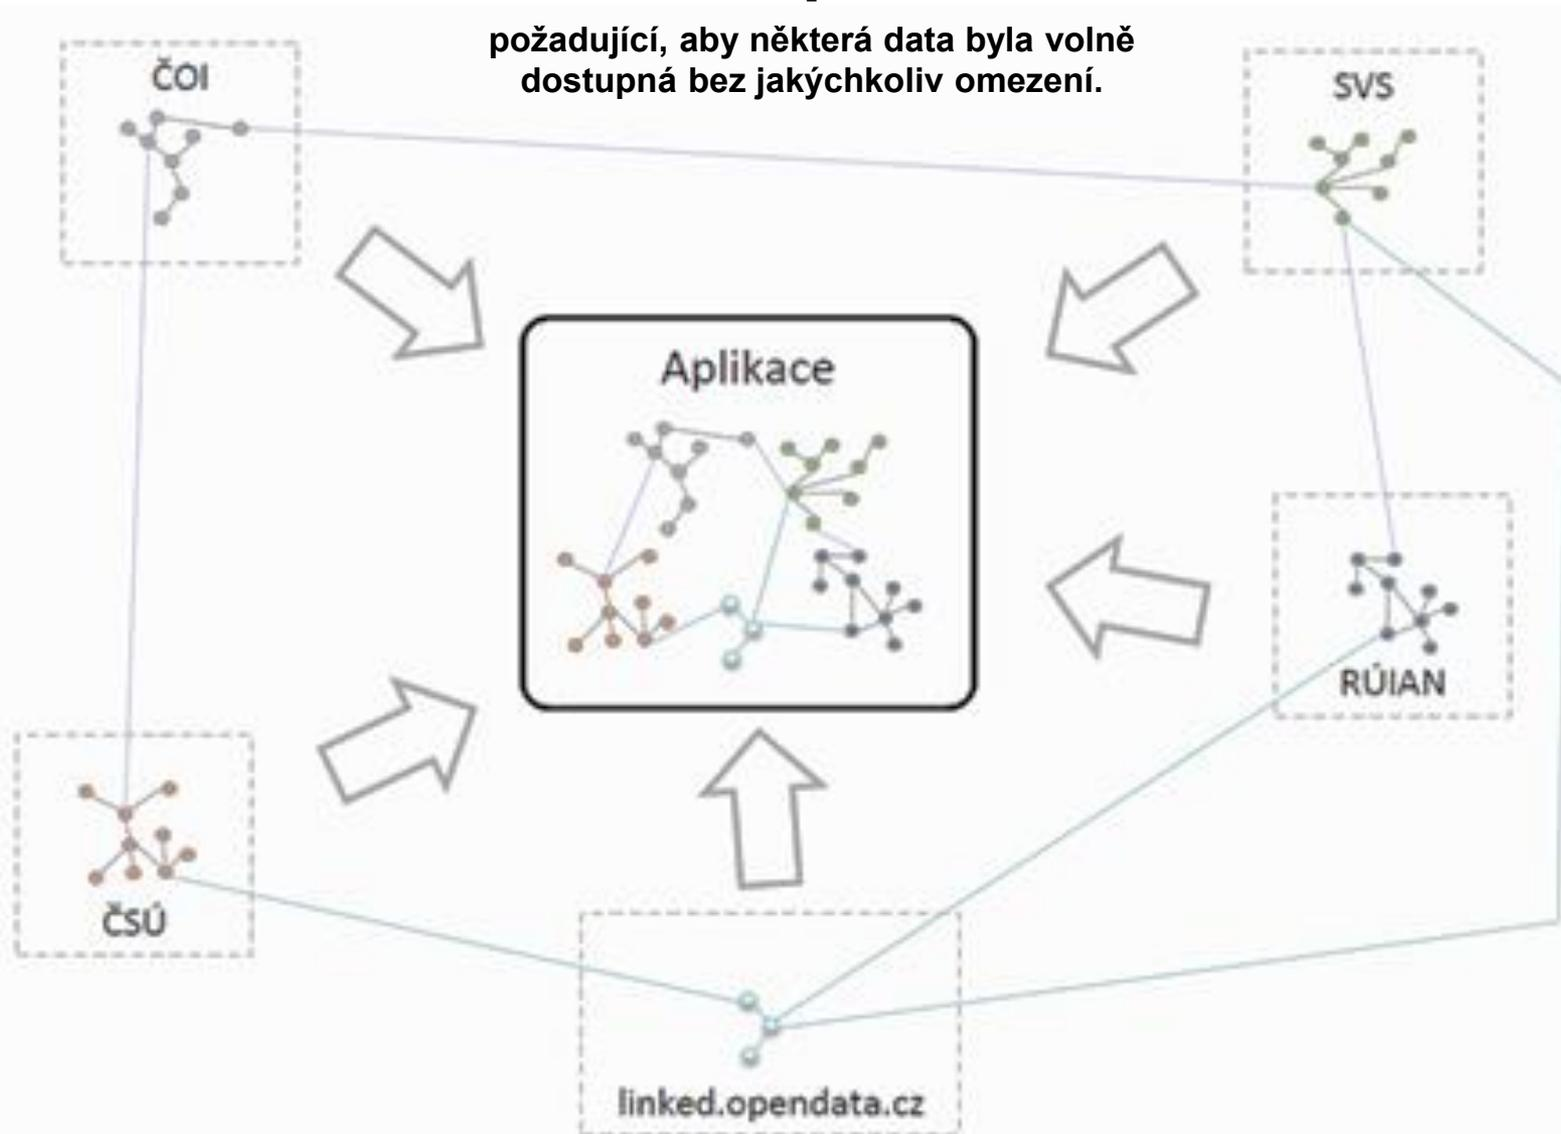 požadující, aby některá data byla volně
dostupná bez jakýchkoliv omezení.
ČOI
SVS
Aplikace
RÚIAN
ČSÚ
linked.opendata.cz